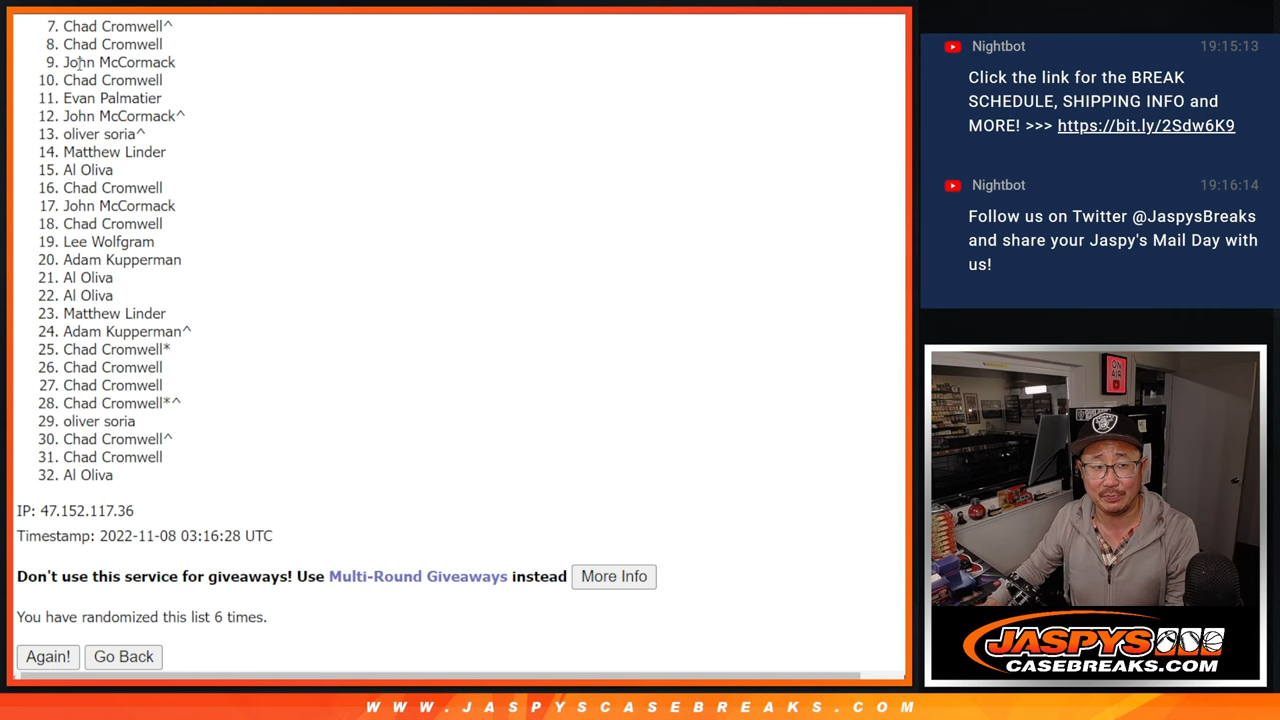 7. Chad Cromwell^
8. Chad Cromwell
9. John McCormack
10. Chad Cromwell
11. Evan Palmatier
12. John McCormack^
13. oliver soria^
14. Matthew Linder
15. Al Oliva
16. Chad Cromwell
17. John McCormack
18. Chad Cromwell
19. Lee Wolfgram
20. Adam Kupperman
21. Al Oliva
22. Al Oliva
23. Matthew Linder
24. Adam Kupperman^
25. Chad Cromwell*
26. Chad Cromwell
27. Chad Cromwell
28. Chad Cromwell*^
29. oliver soria
30. Chad Cromwell^
31. Chad Cromwell
32. Al Oliva
IP: 47.152.117.36
Timestamp: 2022-11-08 03:16:28 UTC
Don't use this service for giveaways! Use Multi-Round Giveaways instead More Info
You have randomized this list 6 times.
Again! Go Back
Nightbot 19:15:13
Click the link for the BREAK
SCHEDULE, SHIPPING INFO and
MORE! >>> https://bit.ly/2Sdw6K9
Nightbot 19:16:14
Follow us on Twitter @JaspysBreaks
and share your Jaspy's Mail Day with
us!
ON
AIR
JASPYS
CASEBREAKS.COM
WWW.JASPYSCASEBREAKS.COM